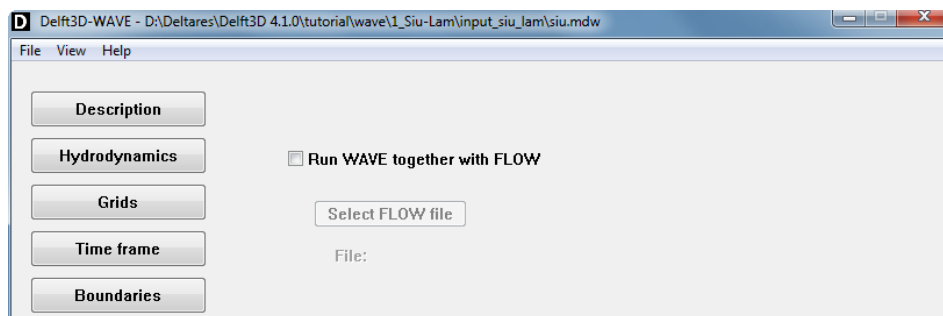 D Delft3D-WAVE - D:\Deltares\Delft3D 4.1.0\tutorial\wave\1_Siu-Lam\input_siu_lam\siu.mdw
File View Help
Description
Hydrodynamics
Run WAVE together with FLOW
Grids
Select FLOW file
Time frame
File:
Boundaries